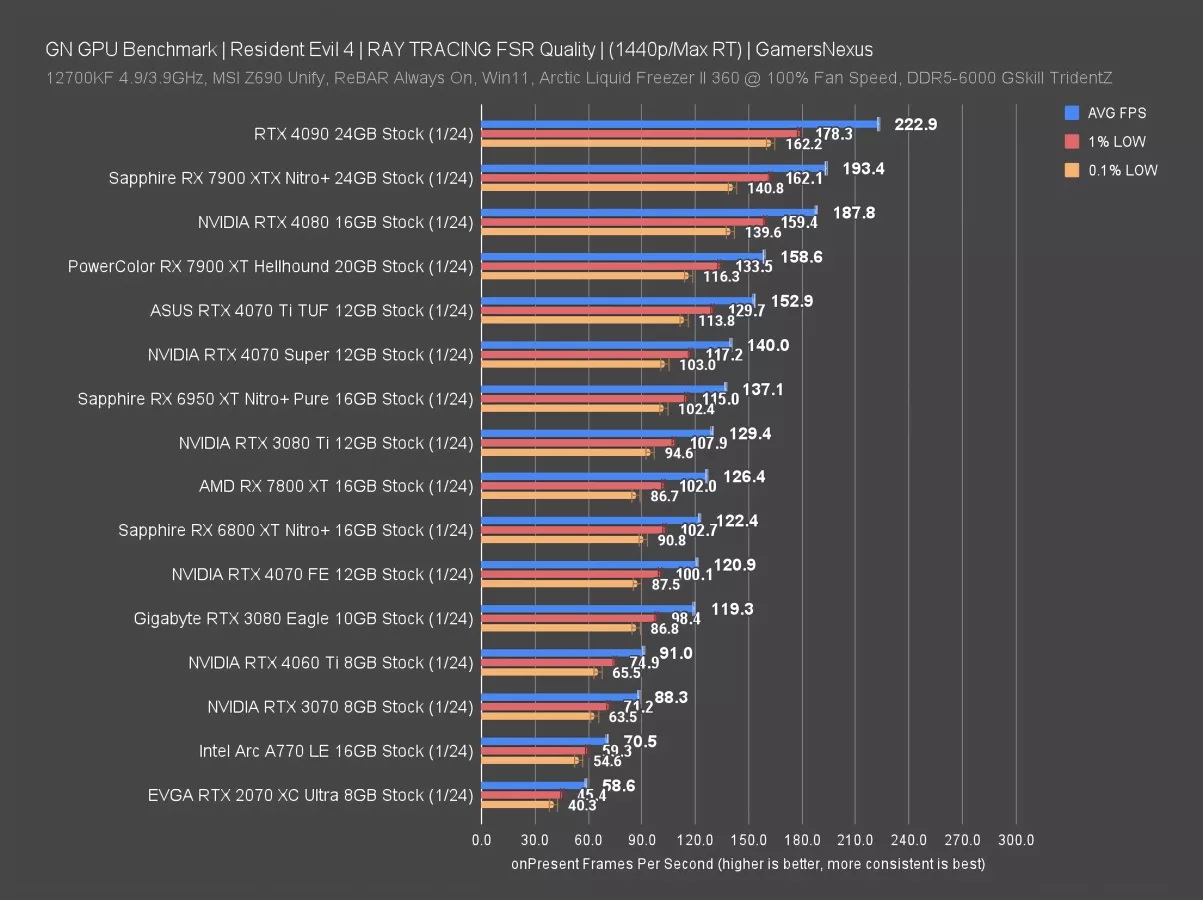 GN GPU Benchmark | Resident Evil 4 | RAY TRACING FSR Quality | (1440p/Max RT) | GamersNexus
12700KF 4.9/3.9GHz, MSI Z690 Unify, ReBAR Always On, Win11, Arctic Liquid Freezer II 360 @ 100% Fan Speed, DDR5-6000 GSkill TridentZ
AVG FPS
1% LOW
0.1% LOW
RTX 4090 24GB Stock (1/24)
222.9
178.3
162.2
Sapphire RX 7900 XTX Nitro+ 24GB Stock (1/24)
193.4
162.1
140.8
NVIDIA RTX 4080 16GB Stock (1/24)
187.8
159.4
139.6
PowerColor RX 7900 XT Hellhound 20GB Stock (1/24)
158.6
133.5
116.3
ASUS RTX 4070 Ti TUF 12GB Stock (1/24)
152.9
129.7
113.8
NVIDIA RTX 4070 Super 12GB Stock (1/24)
140.0
117.2
103.0
Sapphire RX 6950 XT Nitro+ Pure 16GB Stock (1/24)
137.1
115.0
102.4
NVIDIA RTX 3080 Ti 12GB Stock (1/24)
129.4
107.9
94.6
AMD RX 7800 XT 16GB Stock (1/24)
126.4
102.0
86.7
Sapphire RX 6800 XT Nitro+ 16GB Stock (1/24)
122.4
102.7
90.8
NVIDIA RTX 4070 FE 12GB Stock (1/24)
120.9
100.1
87.5
Gigabyte RTX 3080 Eagle 10GB Stock (1/24)
119.3
98.4
86.8
NVIDIA RTX 4060 Ti 8GB Stock (1/24)
91.0
74.9
65.5
NVIDIA RTX 3070 8GB Stock (1/24)
88.3
71.2
63.5
Intel Arc A770 LE 16GB Stock (1/24)
70.5
59.3
54.6
EVGA RTX 2070 XC Ultra 8GB Stock (1/24)
58.6
45.4
40.3
0.0 30.0 60.0 90.0 120.0 150.0 180.0 210.0 240.0 270.0 300.0
onPresent Frames Per Second (higher is better, more consistent is best)